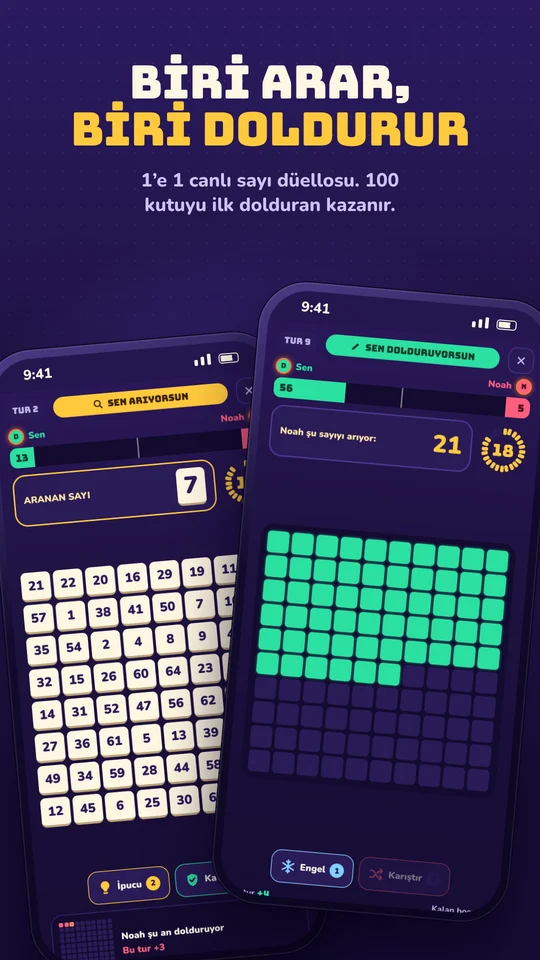 BİRİ ARAR,
BİRİ DOLDURUR
1’e 1 canlı sayı düellosu. 100
kutuyu ilk dolduran kazanır.
9:41
TUR 2
SEN ARIYORSUN
D Sen
Noah
13
ARANAN SAYI
7
21 22 20 16 29 19 11
57 1 38 41 50 7
35 54 2 4 8 9
32 15 26 60 64 23
14 31 52 47 56 62
27 36 61 5 13 39
49 34 59 28 44 58
12 45 6 25 30
İpucu 2
Noah şu an dolduruyor
Bu tur +3
9:41
TUR 9
SEN DOLDURUYORSUN
D Sen
Noah N
56
5
Noah şu sayıyı arıyor:
21
18
Engel 1
Karıştır
+4